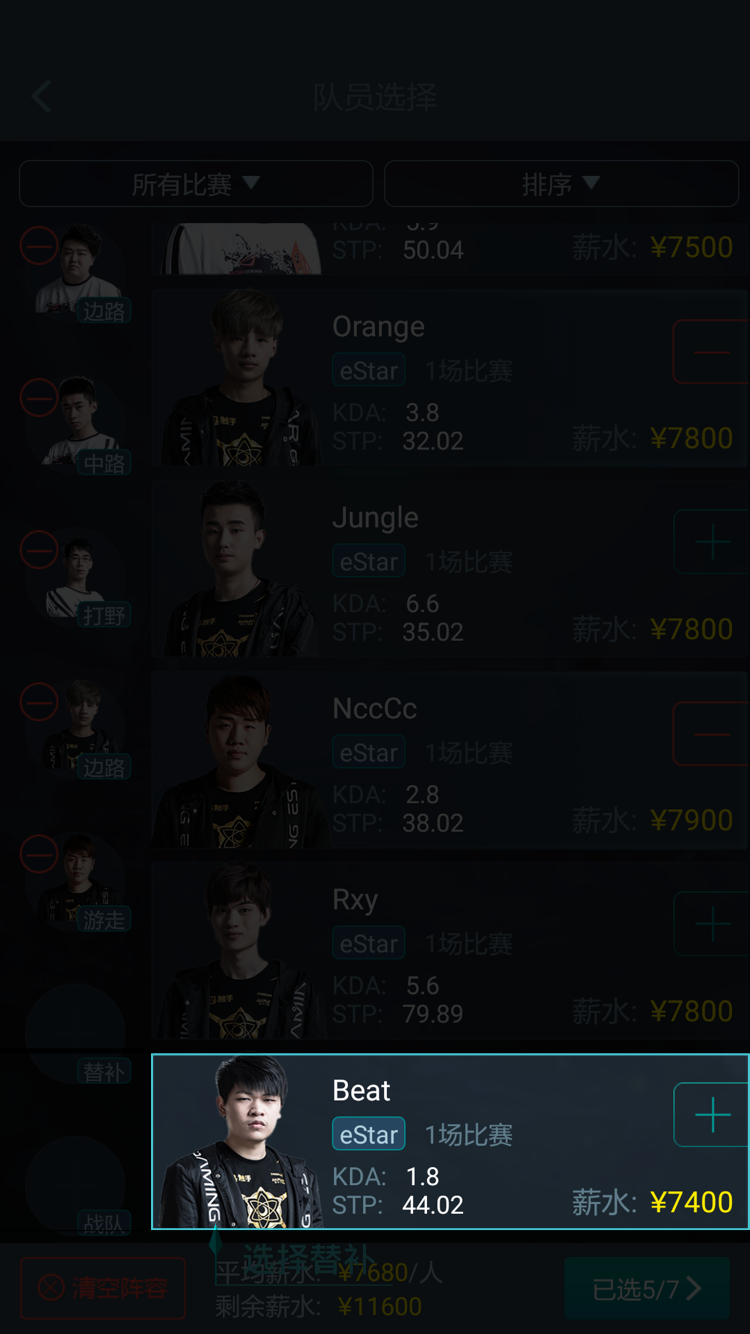 队员选择
所有比赛
排序
KDA: 3.9
STP: 50.04
薪水: ¥7500
边路
Orange
eStar 1场比赛
KDA: 3.8
STP: 32.02
薪水: ¥7800
中路
Jungle
eStar 1场比赛
KDA: 6.6
STP: 35.02
薪水: ¥7800
打野
NccCc
eStar 1场比赛
KDA: 2.8
STP: 38.02
薪水: ¥7900
边路
Rxy
eStar 1场比赛
KDA: 5.6
STP: 79.89
薪水: ¥7800
游走
替补
Beat
eStar 1场比赛
KDA: 1.8
STP: 44.02
薪水: ¥7400
战队
选择替补
清空阵容
平均薪水: ¥7680/人
剩余薪水: ¥11600
已选5/7